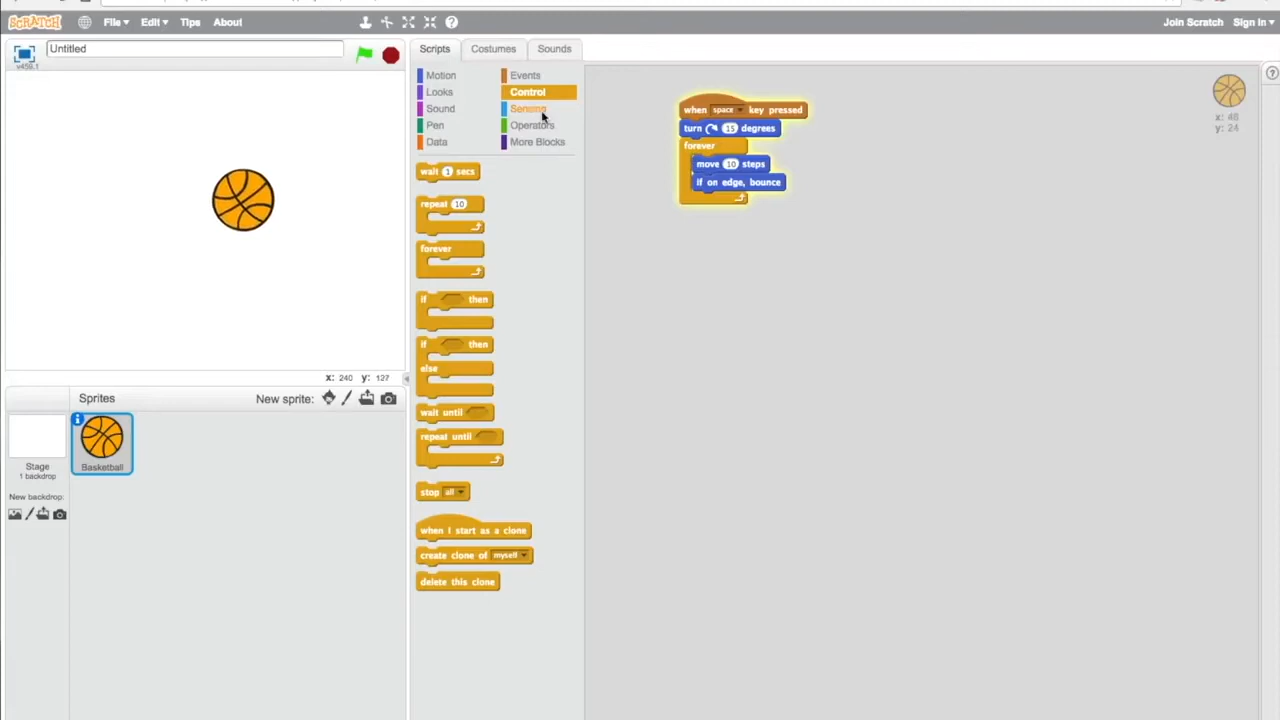 SCRATCH File▾ Edit▾ Tips About Join Scratch Sign in▾
v459.1 Untitled
Scripts Costumes Sounds
Motion Events
Looks Control
Sound Sensing
Pen Operators
Data More Blocks
wait 1 secs
repeat 10
forever
if then
if then
else
wait until
repeat until
stop all
when I start as a clone
create clone of myself
delete this clone
when space key pressed
turn 15 degrees
forever
move 10 steps
if on edge, bounce
x: 48
y: 24
x: 240 y: 127
Sprites New sprite:
Stage
1 backdrop
New backdrop:
Basketball